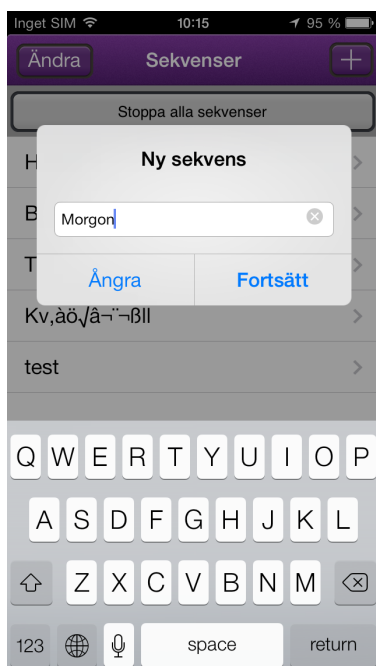 Inget SIM 10:15 95 %
Ändra Sekvenser +
Stoppa alla sekvenser
H
Ny sekvens
B
Morgon
T
Ångra Fortsätt
Kv‚àö√â¬¨¬ßll
test
Q W E R T Y U I O P
A S D F G H J K L
Z X C V B N M
123 space return